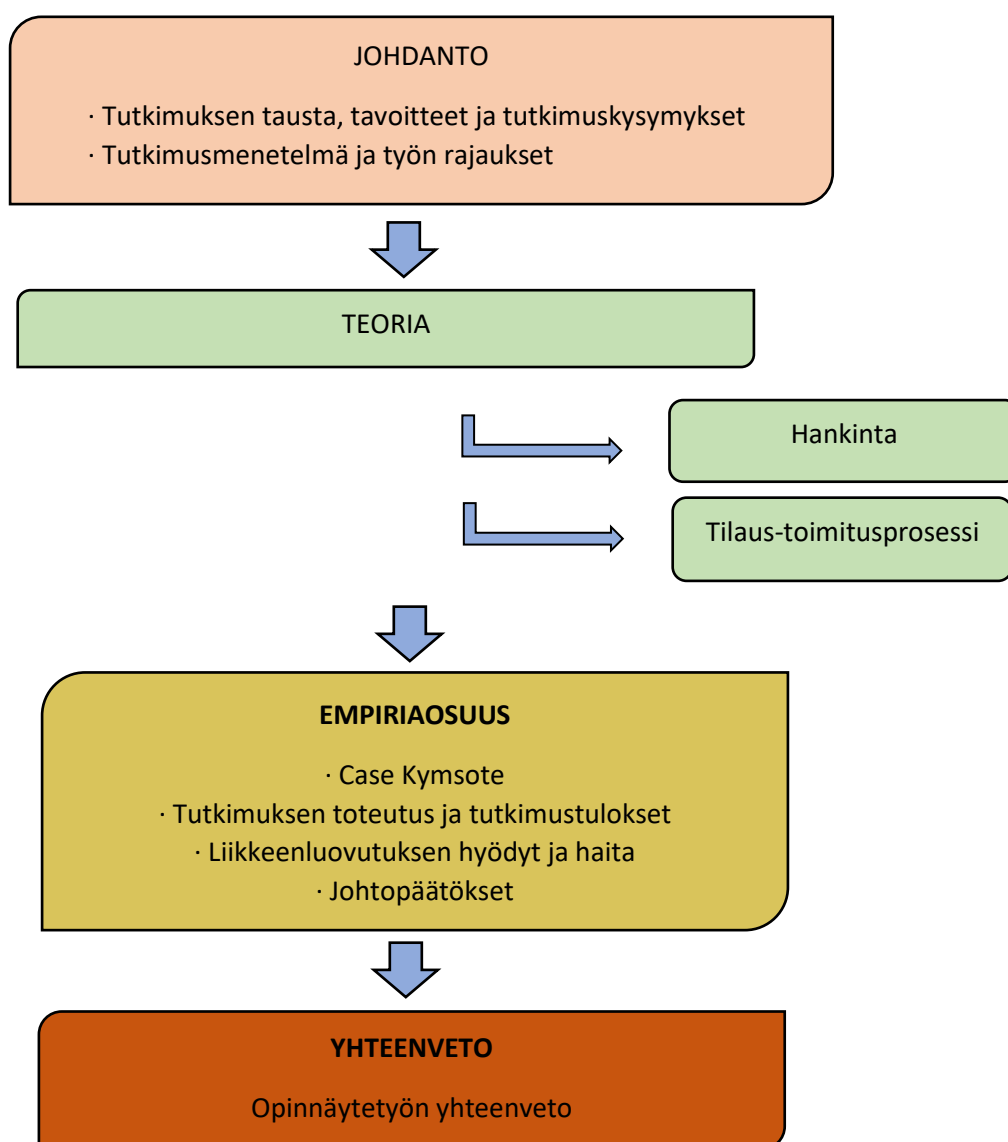 JOHDANTO
· Tutkimuksen tausta, tavoitteet ja tutkimuskysymykset
· Tutkimusmenetelmä ja työn rajaukset
TEORIA
Hankinta
Tilaus-toimitusprosessi
EMPIRIAOSUUS
· Case Kymsote
· Tutkimuksen toteutus ja tutkimustulokset
· Liikkeenluovutuksen hyödyt ja haita
· Johtopäätökset
YHTEENVETO
Opinnäytetyön yhteenveto